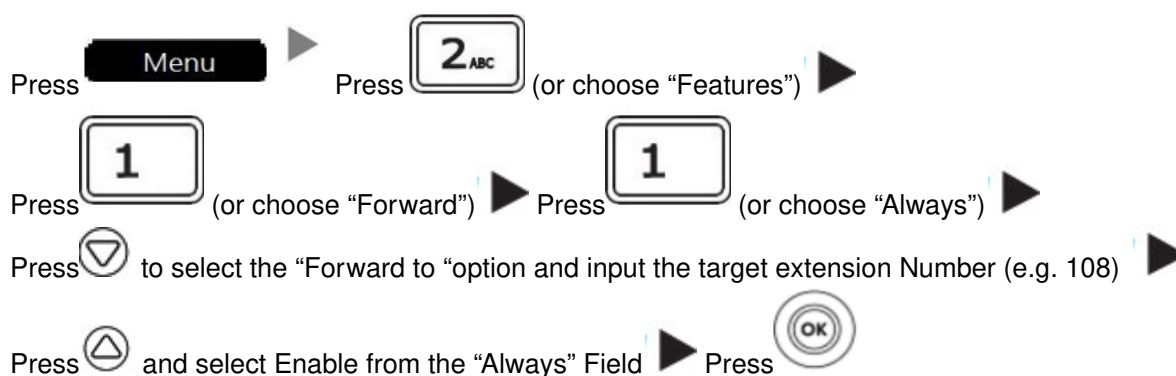 Press Menu Press 2ABC (or choose “Features”)
Press 1 (or choose “Forward”) Press 1 (or choose “Always”)
Press to select the “Forward to “option and input the target extension Number (e.g. 108)
Press and select Enable from the “Always” Field Press OK